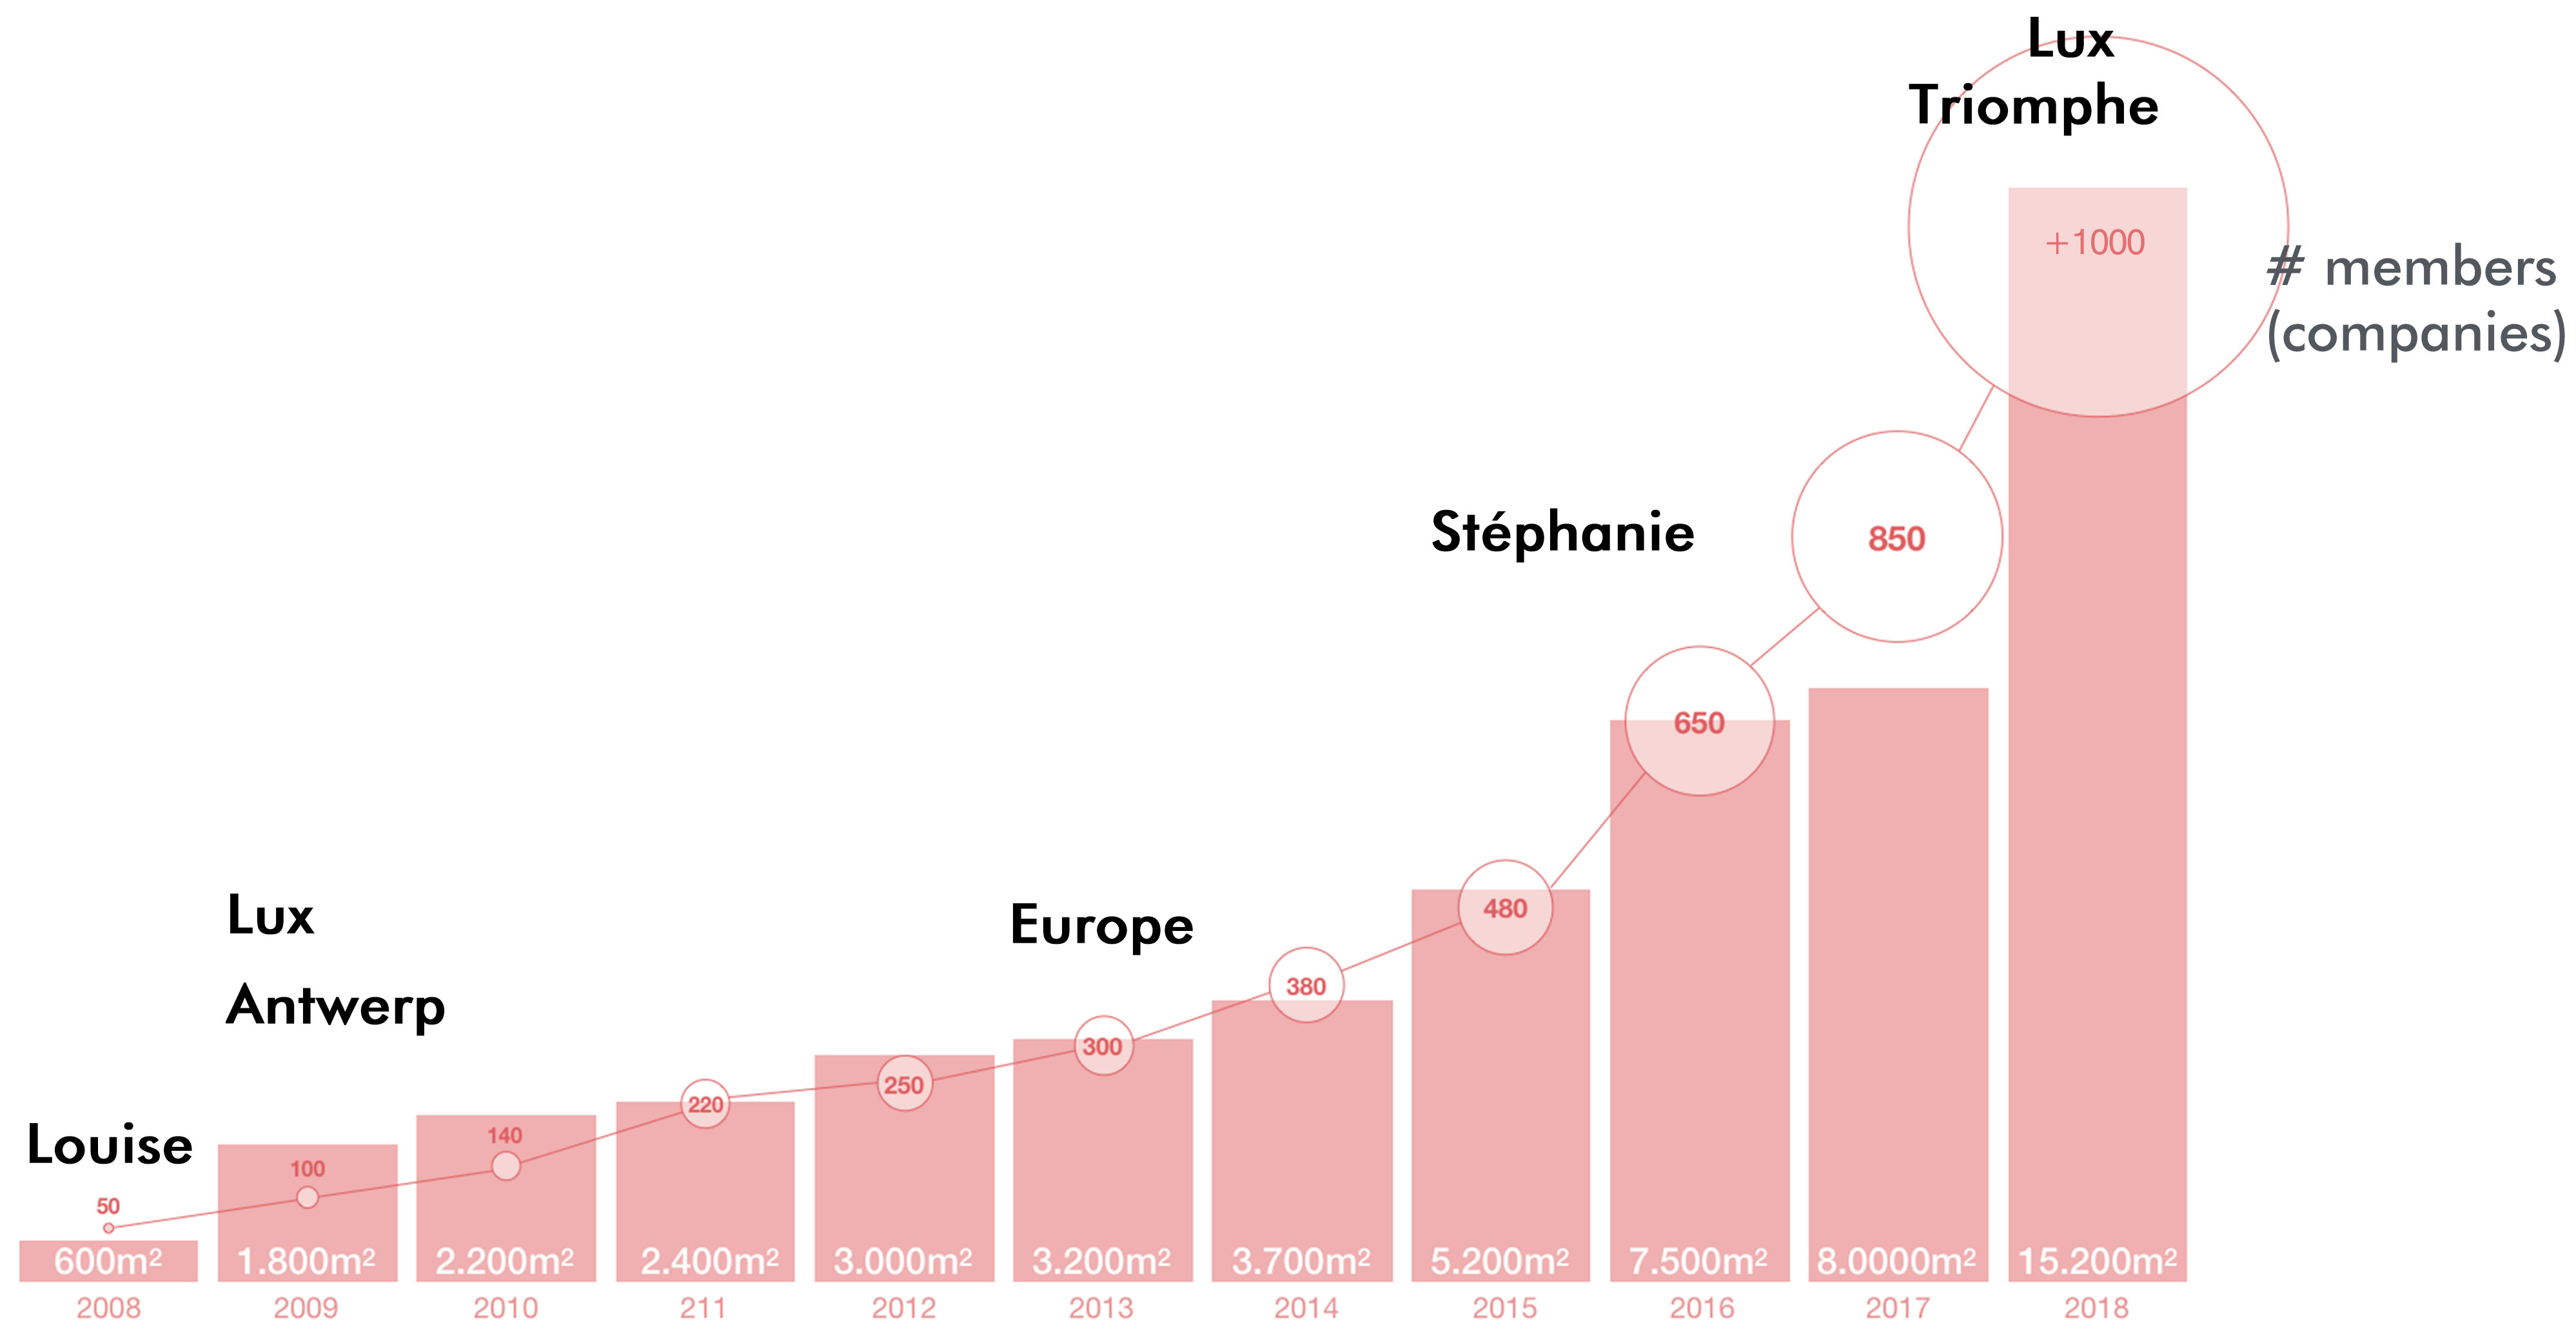 Lux
Triomphe
+1000
# members
(companies)
Stéphanie
850
650
480
Lux
Europe
380
Antwerp
300
250
220
Louise
140
100
50
600m²
1.800m²
2.200m²
2.400m²
3.000m²
3.200m²
3.700m²
5.200m²
7.500m²
8.0000m²
15.200m²
2008
2009
2010
211
2012
2013
2014
2015
2016
2017
2018